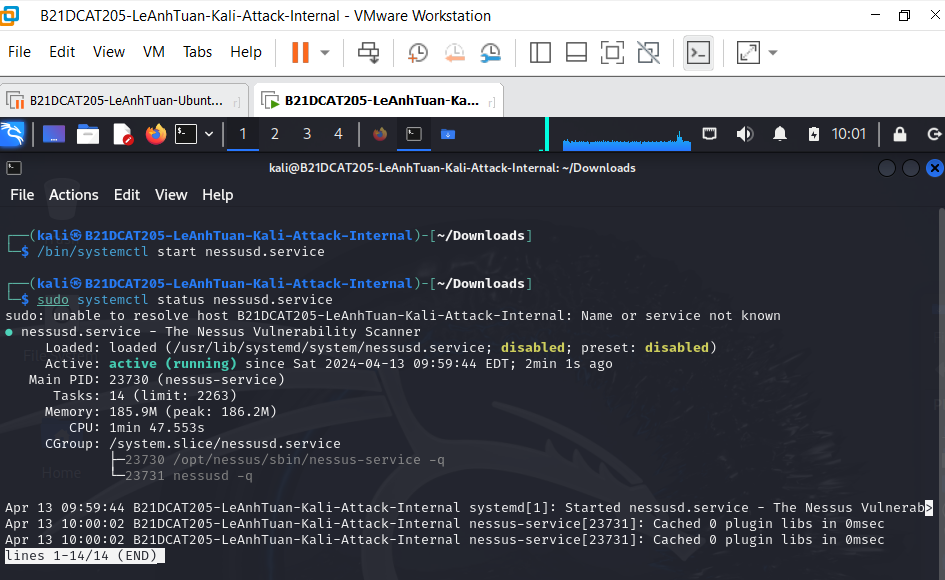 B21DCAT205-LeAnhTuan-Kali-Attack-Internal - VMware Workstation
File Edit View VM Tabs Help
B21DCAT205-LeAnhTuan-Ubunt... B21DCAT205-LeAnhTuan-Ka...
1 2 3 4 10:01
kali@B21DCAT205-LeAnhTuan-Kali-Attack-Internal: ~/Downloads
File Actions Edit View Help
┌──(kali㉿B21DCAT205-LeAnhTuan-Kali-Attack-Internal)-[~/Downloads]
└─$ /bin/systemctl start nessusd.service
┌──(kali㉿B21DCAT205-LeAnhTuan-Kali-Attack-Internal)-[~/Downloads]
└─$ sudo systemctl status nessusd.service
sudo: unable to resolve host B21DCAT205-LeAnhTuan-Kali-Attack-Internal: Name or service not known
● nessusd.service - The Nessus Vulnerability Scanner
Loaded: loaded (/usr/lib/systemd/system/nessusd.service; disabled; preset: disabled)
Active: active (running) since Sat 2024-04-13 09:59:44 EDT; 2min 1s ago
Main PID: 23730 (nessus-service)
Tasks: 14 (limit: 2263)
Memory: 185.9M (peak: 186.2M)
CPU: 1min 47.553s
CGroup: /system.slice/nessusd.service
├─23730 /opt/nessus/sbin/nessus-service -q
└─23731 nessusd -q
Home
Apr 13 09:59:44 B21DCAT205-LeAnhTuan-Kali-Attack-Internal systemd[1]: Started nessusd.service - The Nessus Vulnerab>
Apr 13 10:00:02 B21DCAT205-LeAnhTuan-Kali-Attack-Internal nessus-service[23731]: Cached 0 plugin libs in 0msec
Apr 13 10:00:02 B21DCAT205-LeAnhTuan-Kali-Attack-Internal nessus-service[23731]: Cached 0 plugin libs in 0msec
lines 1-14/14 (END)